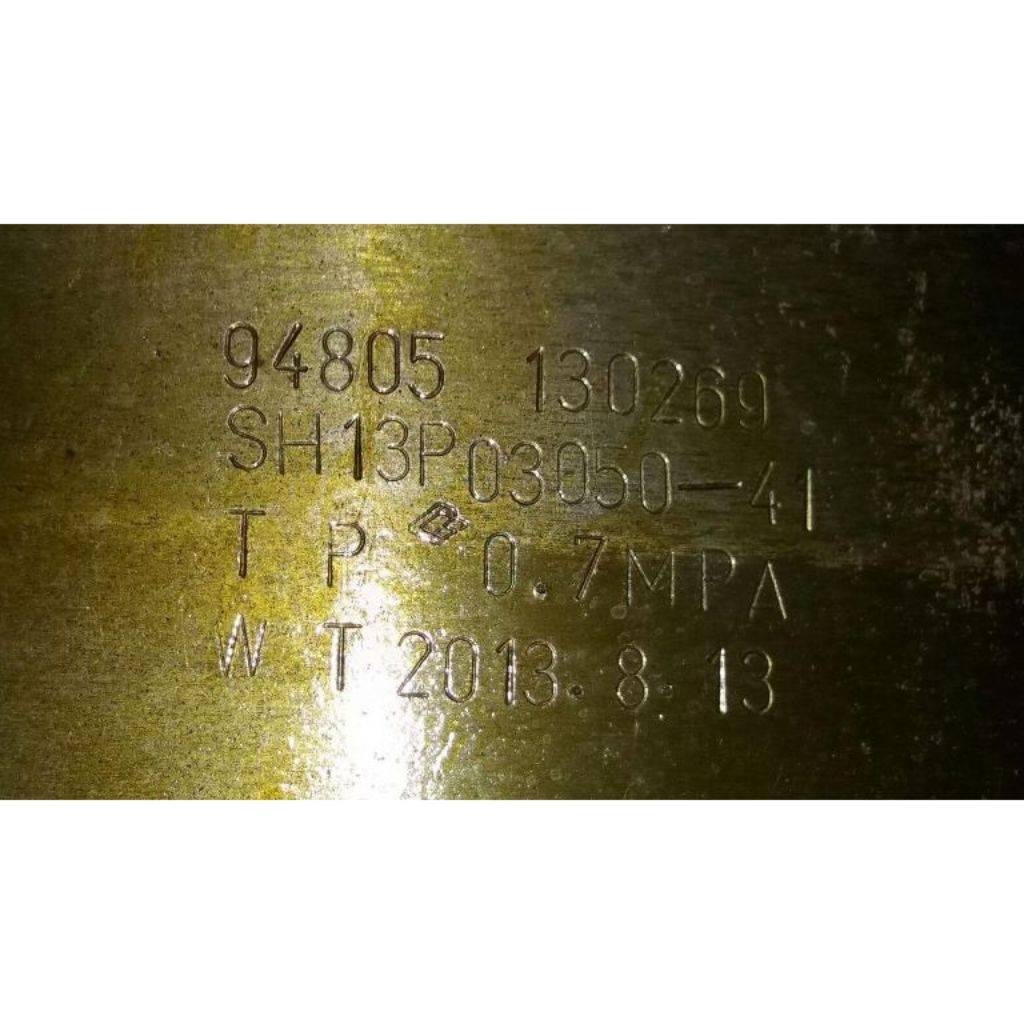 94805 130269
SH13P03050-41
T P 0.7MPA
W T 2013.8.13